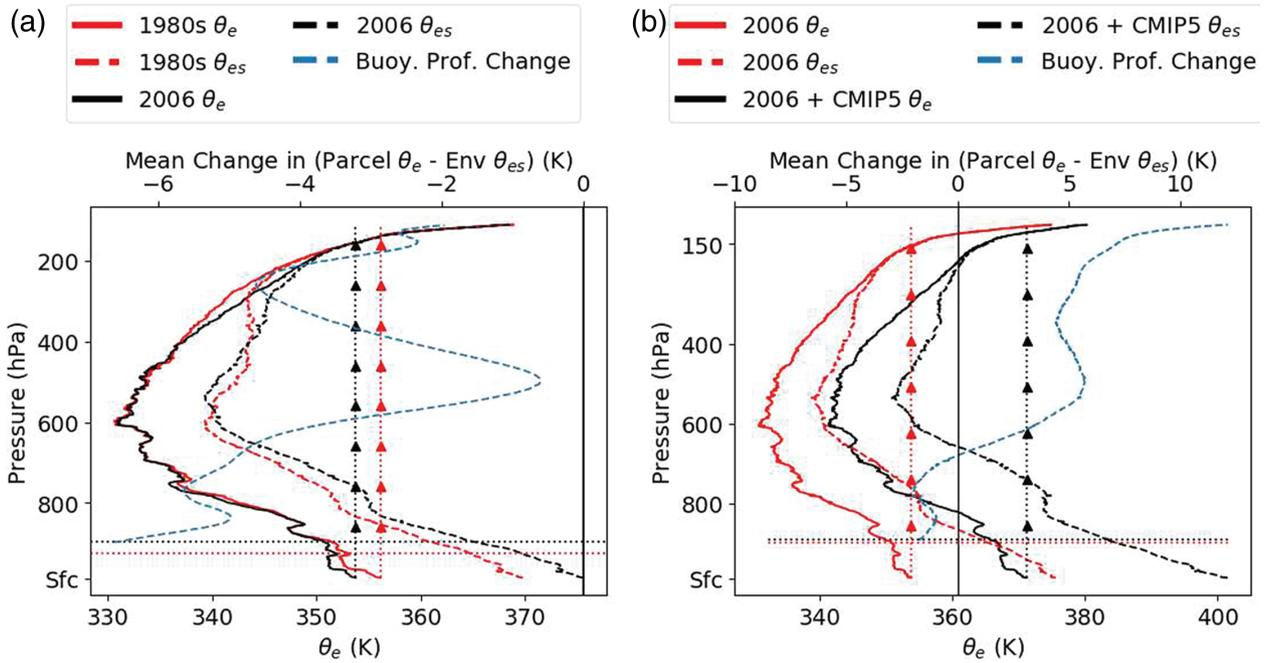 (a)
1980s θe
1980s θes
2006 θe
2006 θes
Buoy. Prof. Change
Mean Change in (Parcel θe - Env θes) (K)
−6 −4 −2 0
Pressure (hPa)
200
400
600
800
Sfc
330 340 350 360 370
θe (K)
(b)
2006 θe
2006 θes
2006 + CMIP5 θe
2006 + CMIP5 θes
Buoy. Prof. Change
Mean Change in (Parcel θe - Env θes) (K)
−10 −5 0 5 10
Pressure (hPa)
150
400
600
800
Sfc
340 360 380 400
θe (K)